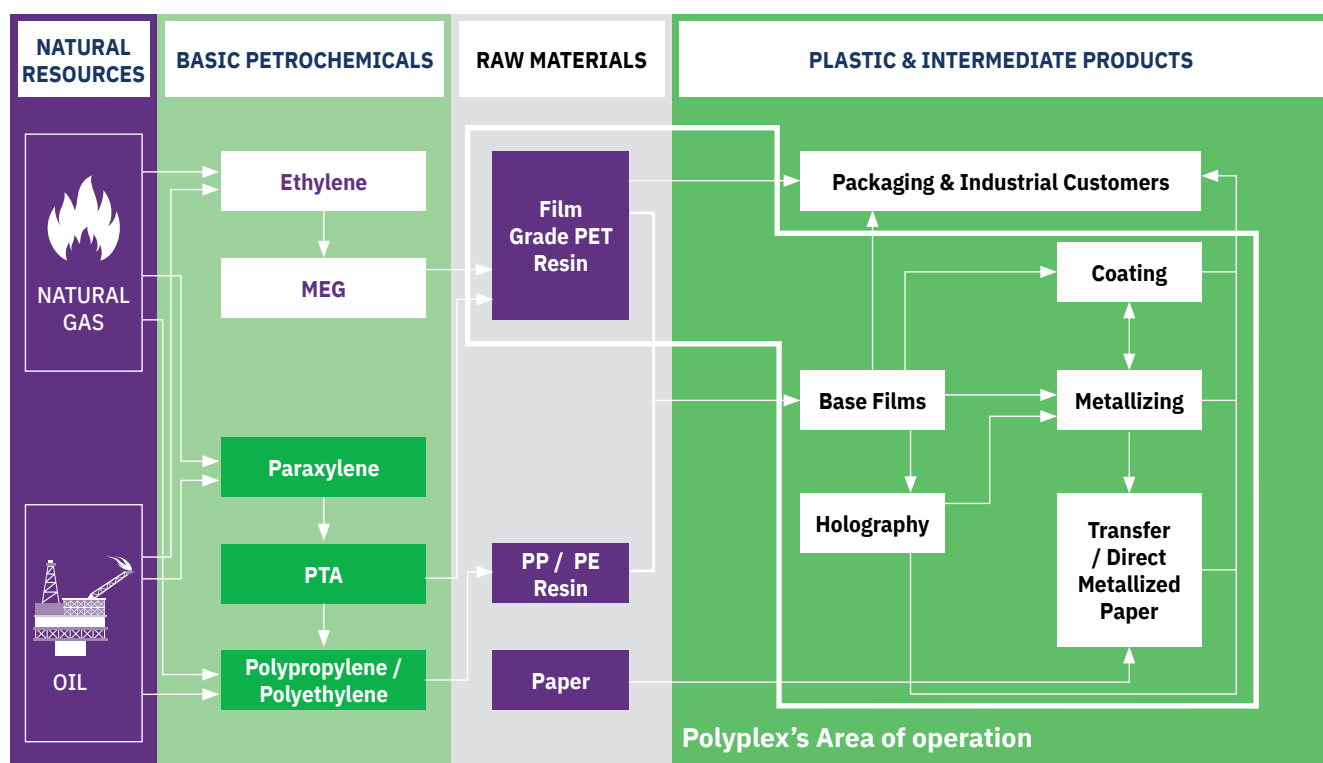 NATURAL
RESOURCES
BASIC PETROCHEMICALS
RAW MATERIALS
PLASTIC & INTERMEDIATE PRODUCTS
NATURAL
GAS
OIL
Ethylene
MEG
Paraxylene
PTA
Polypropylene /
Polyethylene
Film
Grade PET
Resin
PP / PE
Resin
Paper
Packaging & Industrial Customers
Coating
Base Films
Metallizing
Holography
Transfer
/ Direct
Metallized
Paper
Polyplex's Area of operation